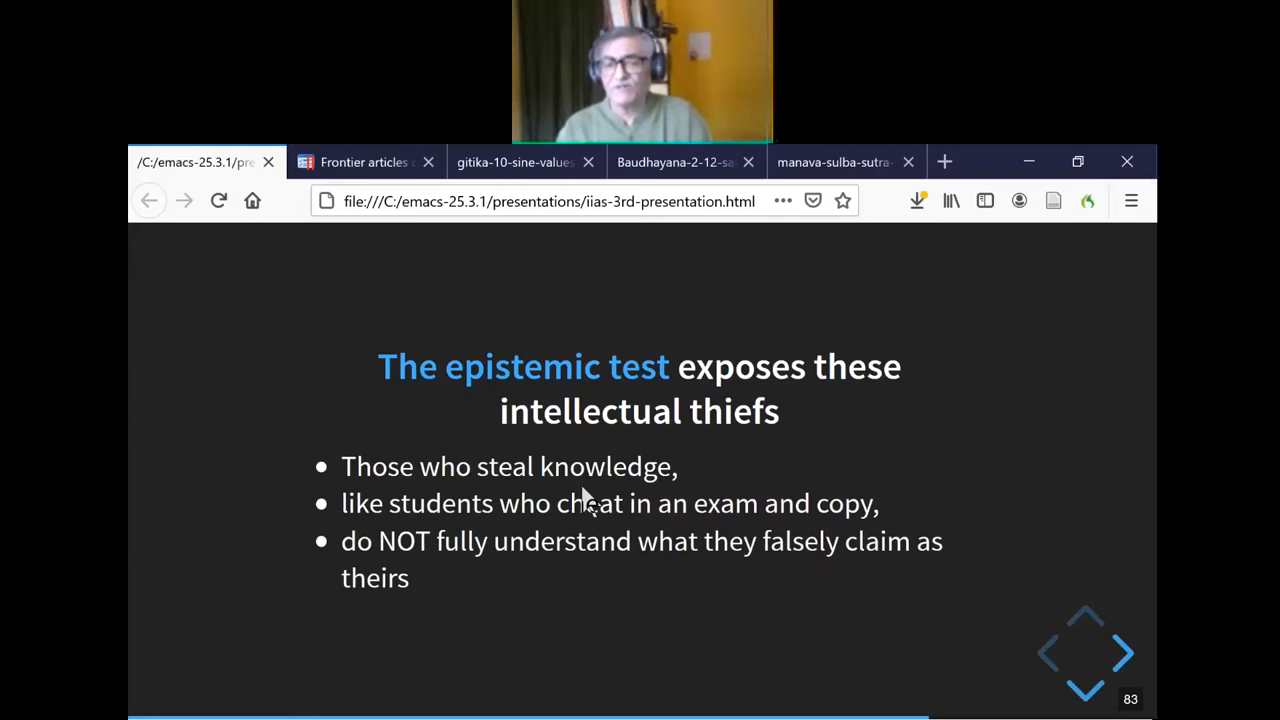 /C:/emacs-25.3.1/pre
Frontier articles
gitika-10-sine-values
Baudhayana-2-12-sa
manava-sulba-sutra-
file:///C:/emacs-25.3.1/presentations/iias-3rd-presentation.html
The epistemic test exposes these
intellectual thiefs
Those who steal knowledge,
like students who cheat in an exam and copy,
do NOT fully understand what they falsely claim as
theirs
83